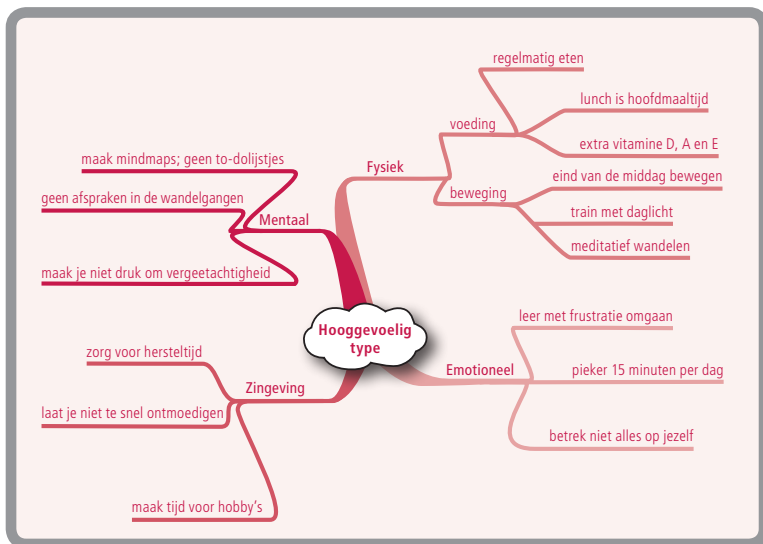 Hooggevoelig
type
Fysiek
voeding
regelmatig eten
lunch is hoofdmaaltijd
extra vitamine D, A en E
beweging
eind van de middag bewegen
train met daglicht
meditatief wandelen
Emotioneel
leer met frustratie omgaan
pieker 15 minuten per dag
betrek niet alles op jezelf
Zingeving
zorg voor hersteltijd
laat je niet te snel ontmoedigen
maak tijd voor hobby's
Mentaal
maak mindmaps; geen to-dolijstjes
geen afspraken in de wandelgangen
maak je niet druk om vergeetachtigheid